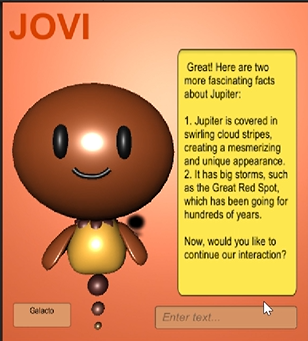 JOVI
Great! Here are two
more fascinating facts
about Jupiter:
1. Jupiter is covered in
swirling cloud stripes,
creating a mesmerizing
and unique appearance.
2. It has big storms, such
as the Great Red Spot,
which has been going for
hundreds of years.
Now, would you like to
continue our interaction?
Galacto
Enter text...